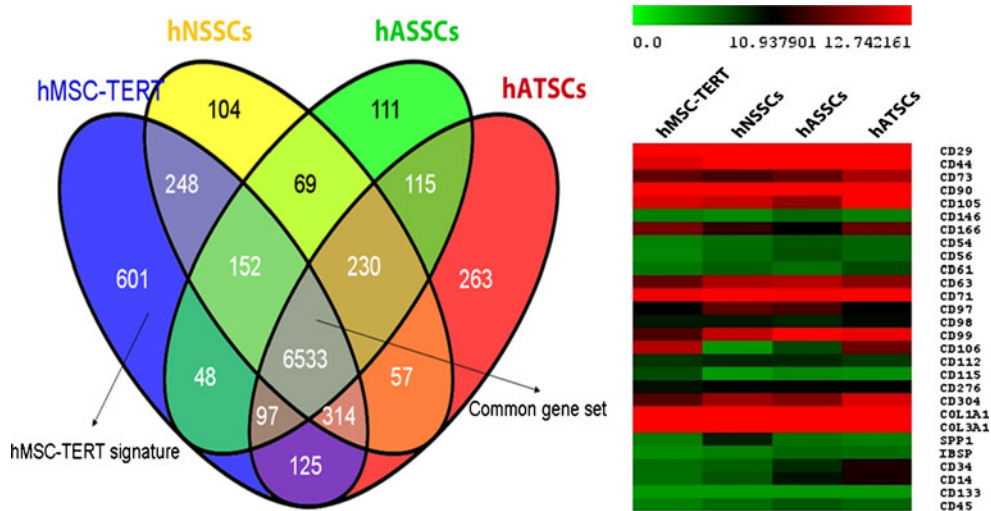 hNSSCs
hASSCs
hMSC-TERT
hATSCs
104
111
248
69
115
601
152
230
263
6533
48
57
Common gene set
97
314
hMSC-TERT signature
125
0.0 10.937901 12.742161
hMSC-TERT
hNSSCs
hASSCs
hATSCs
CD29
CD44
CD73
CD90
CD105
CD146
CD166
CD54
CD56
CD61
CD63
CD71
CD97
CD98
CD99
CD106
CD112
CD115
CD276
CD304
COL1A1
COL3A1
SPP1
IBSP
CD34
CD14
CD133
CD45